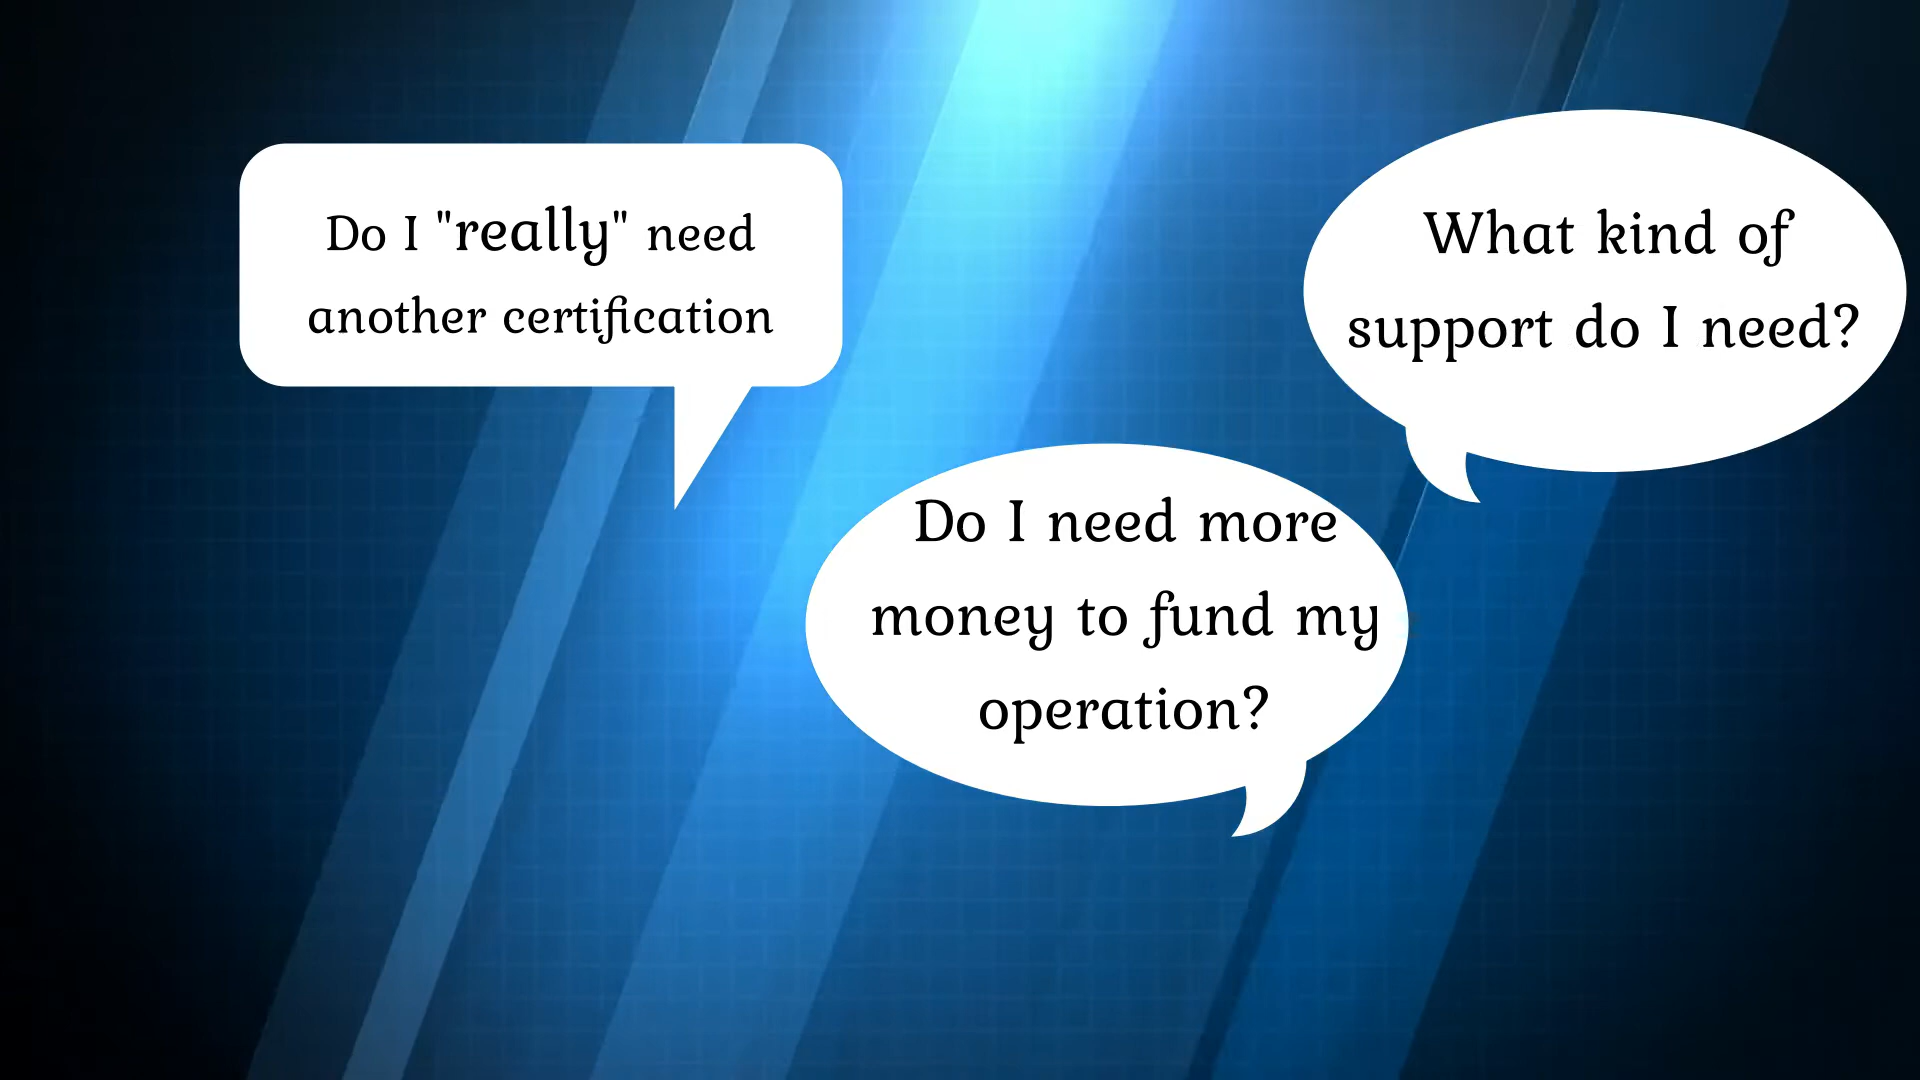 Do I "really" need
another certification
What kind of
support do I need?
Do I need more
money to fund my
operation?